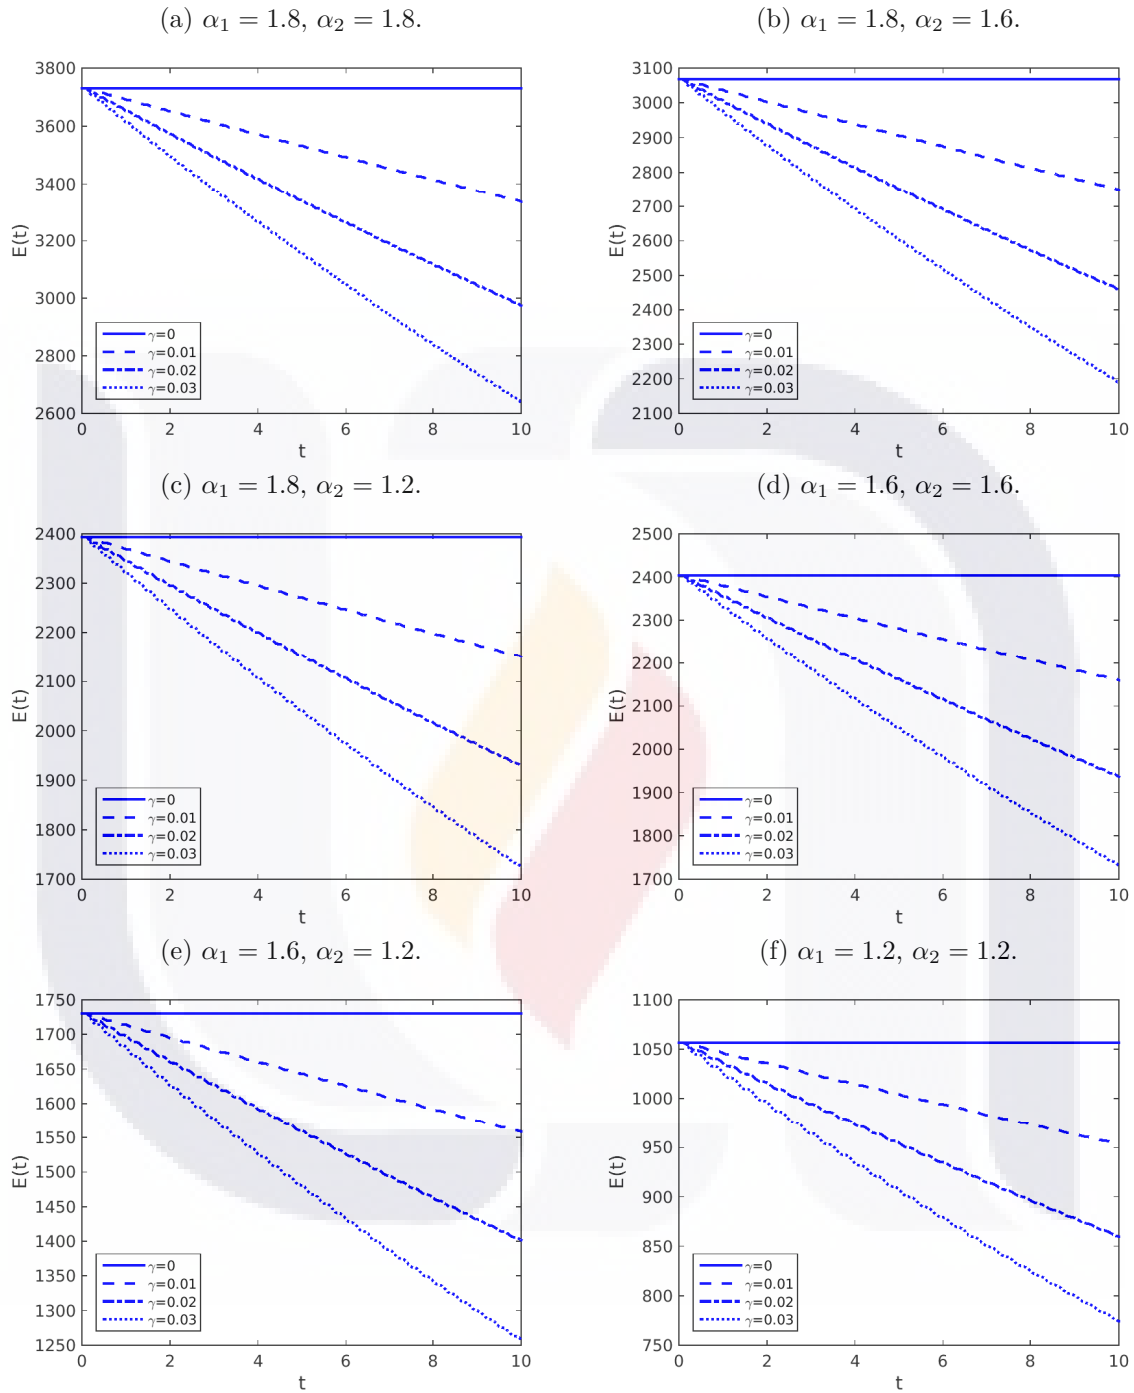 (a) α₁ = 1.8, α₂ = 1.8.
3800
3600
3400
3200
3000
2800
2600
E(t)
γ=0
γ=0.01
γ=0.02
γ=0.03
0 2 4 6 8 10
t
(b) α₁ = 1.8, α₂ = 1.6.
3100
3000
2900
2800
2700
2600
2500
2400
2300
2200
2100
E(t)
γ=0
γ=0.01
γ=0.02
γ=0.03
0 2 4 6 8 10
t
(c) α₁ = 1.8, α₂ = 1.2.
2400
2300
2200
2100
2000
1900
1800
1700
E(t)
γ=0
γ=0.01
γ=0.02
γ=0.03
0 2 4 6 8 10
t
(d) α₁ = 1.6, α₂ = 1.6.
2500
2400
2300
2200
2100
2000
1900
1800
1700
E(t)
γ=0
γ=0.01
γ=0.02
γ=0.03
0 2 4 6 8 10
t
(e) α₁ = 1.6, α₂ = 1.2.
1750
1700
1650
1600
1550
1500
1450
1400
1350
1300
1250
E(t)
γ=0
γ=0.01
γ=0.02
γ=0.03
0 2 4 6 8 10
t
(f) α₁ = 1.2, α₂ = 1.2.
1100
1050
1000
950
900
850
800
750
E(t)
γ=0
γ=0.01
γ=0.02
γ=0.03
0 2 4 6 8 10
t